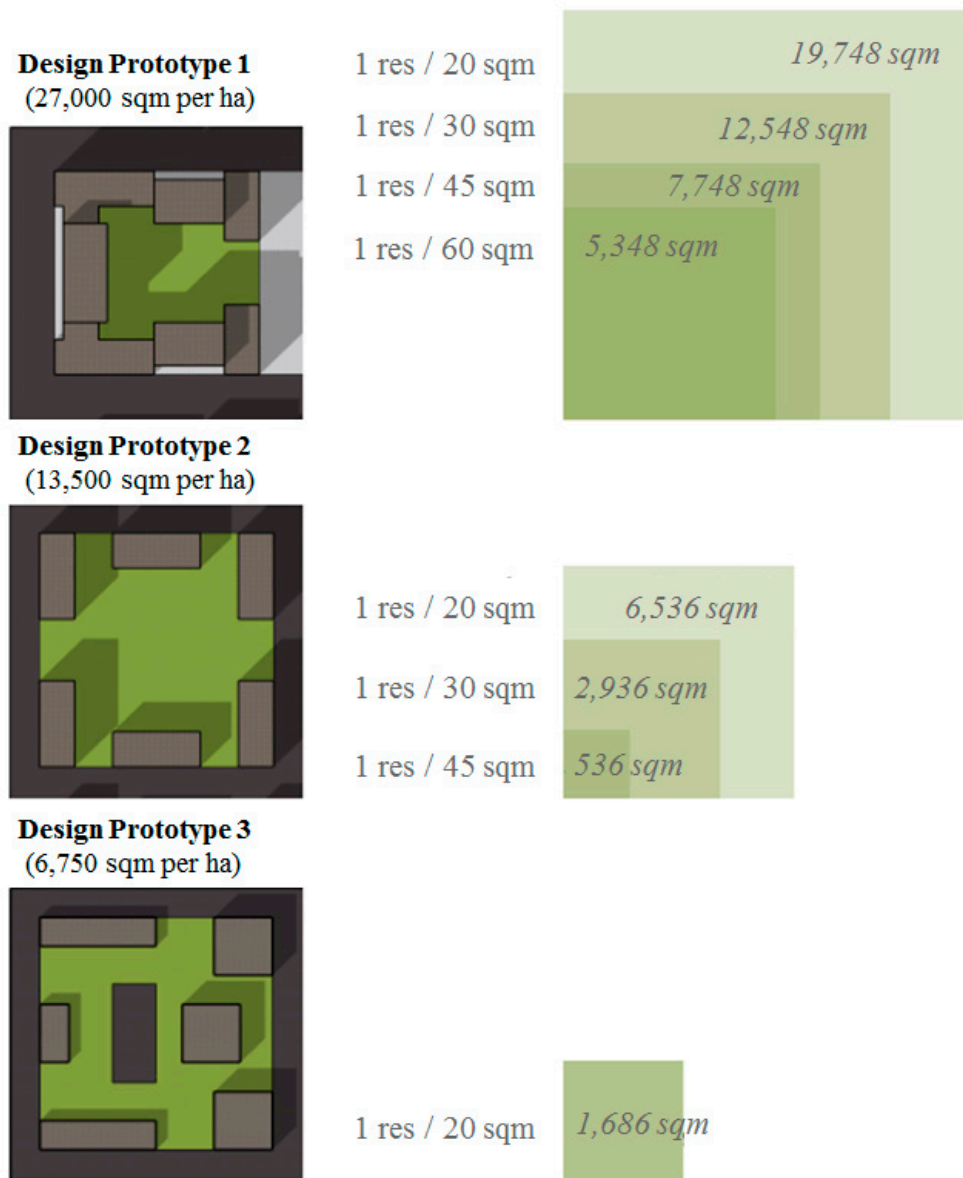 Design Prototype 1
(27,000 sqm per ha)
1 res / 20 sqm
19,748 sqm
1 res / 30 sqm
12,548 sqm
1 res / 45 sqm
7,748 sqm
1 res / 60 sqm
5,348 sqm
Design Prototype 2
(13,500 sqm per ha)
1 res / 20 sqm
6,536 sqm
1 res / 30 sqm
2,936 sqm
1 res / 45 sqm
536 sqm
Design Prototype 3
(6,750 sqm per ha)
1 res / 20 sqm
1,686 sqm